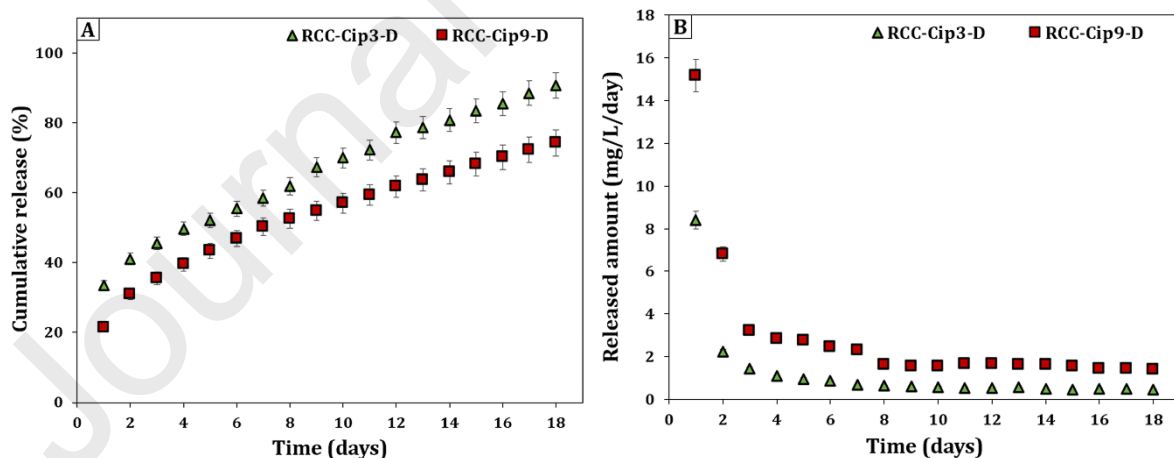 A
RCC-Cip3-D
RCC-Cip9-D
Cumulative release (%)
100
80
60
40
20
0
0 2 4 6 8 10 12 14 16 18
Time (days)
B
RCC-Cip3-D
RCC-Cip9-D
Released amount (mg/L/day)
18
16
14
12
10
8
6
4
2
0
0 2 4 6 8 10 12 14 16 18
Time (days)
Journal